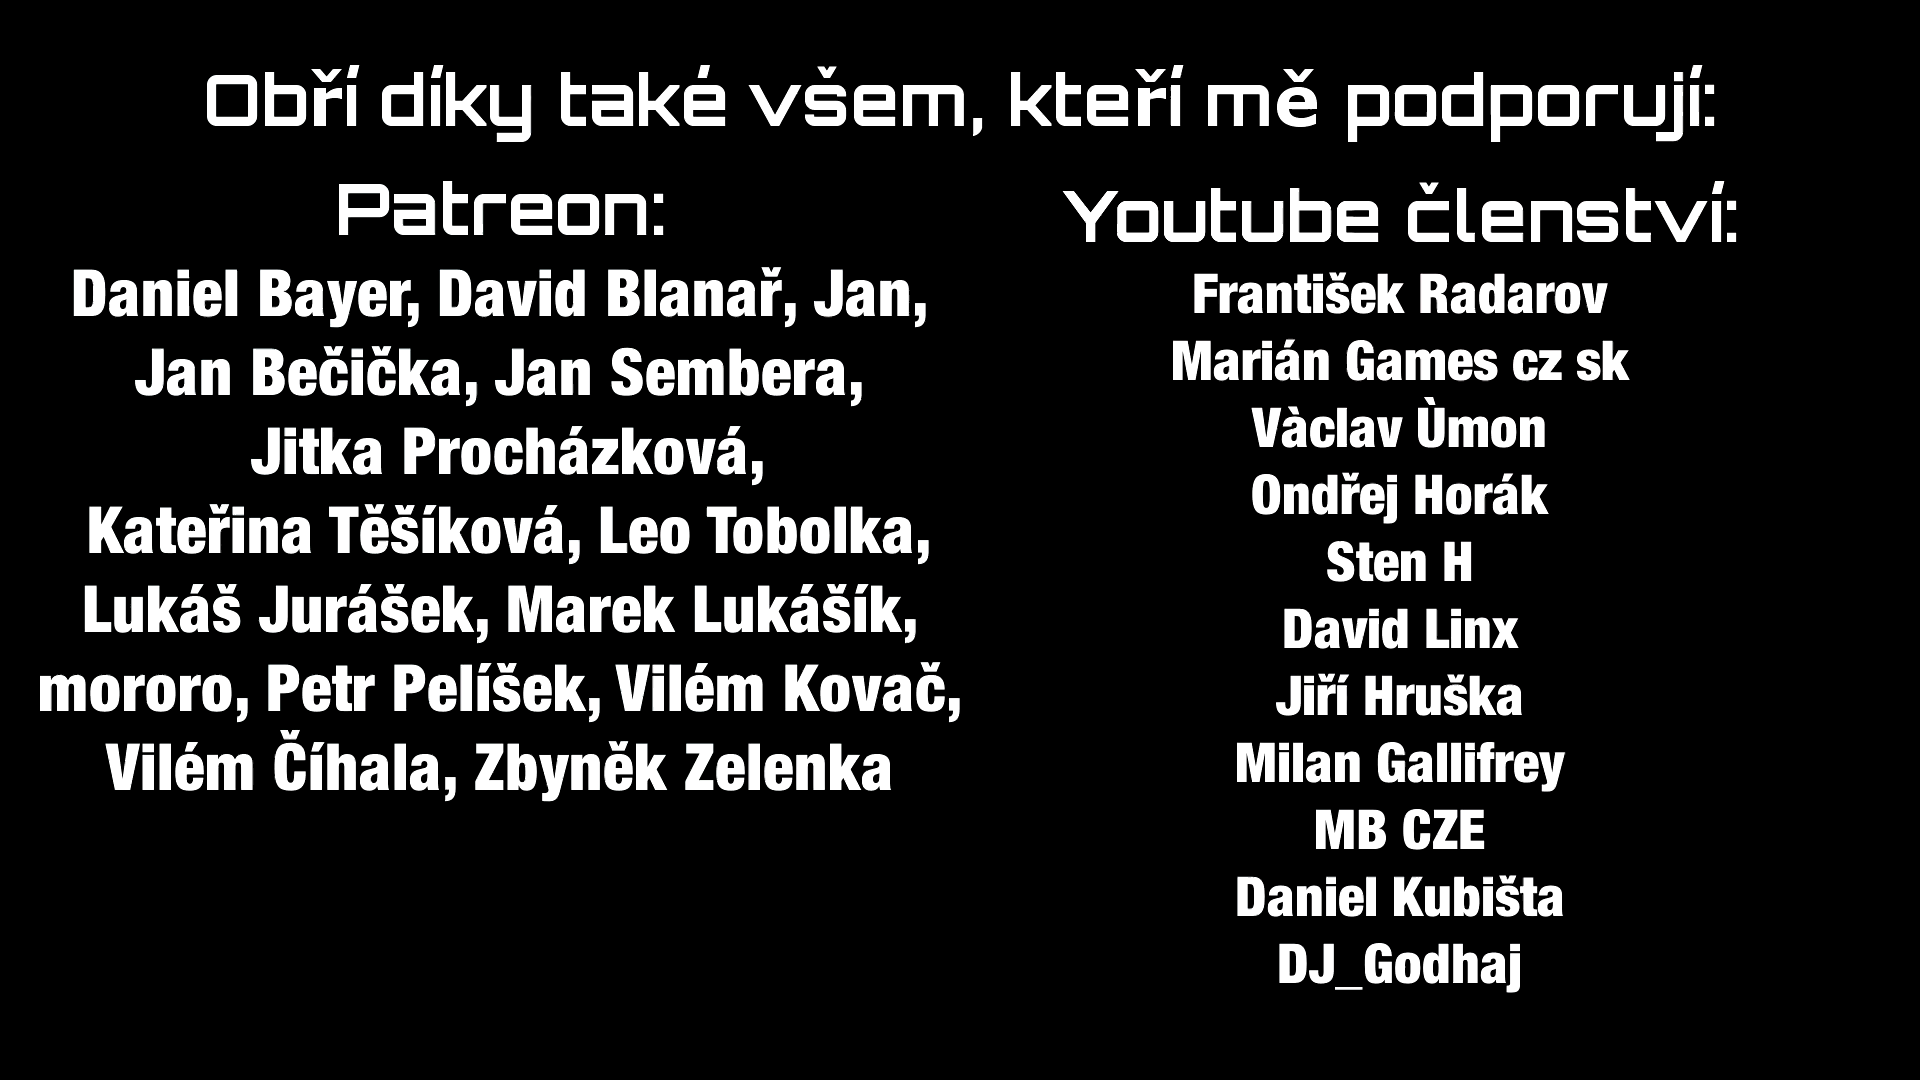 Obří díky také všem, kteří mě podporují:
Patreon:
Daniel Bayer, David Blanař, Jan,
Jan Bečička, Jan Sembera,
Jitka Procházková,
Kateřina Těšíková, Leo Tobolka,
Lukáš Jurášek, Marek Lukášík,
mororo, Petr Pelíšek, Vilém Kovač,
Vilém Číhala, Zbyněk Zelenka
Youtube členství:
František Radarov
Marián Games cz sk
Vàclav Ùmon
Ondřej Horák
Sten H
David Linx
Jiří Hruška
Milan Gallifrey
MB CZE
Daniel Kubišta
DJ_Godhaj